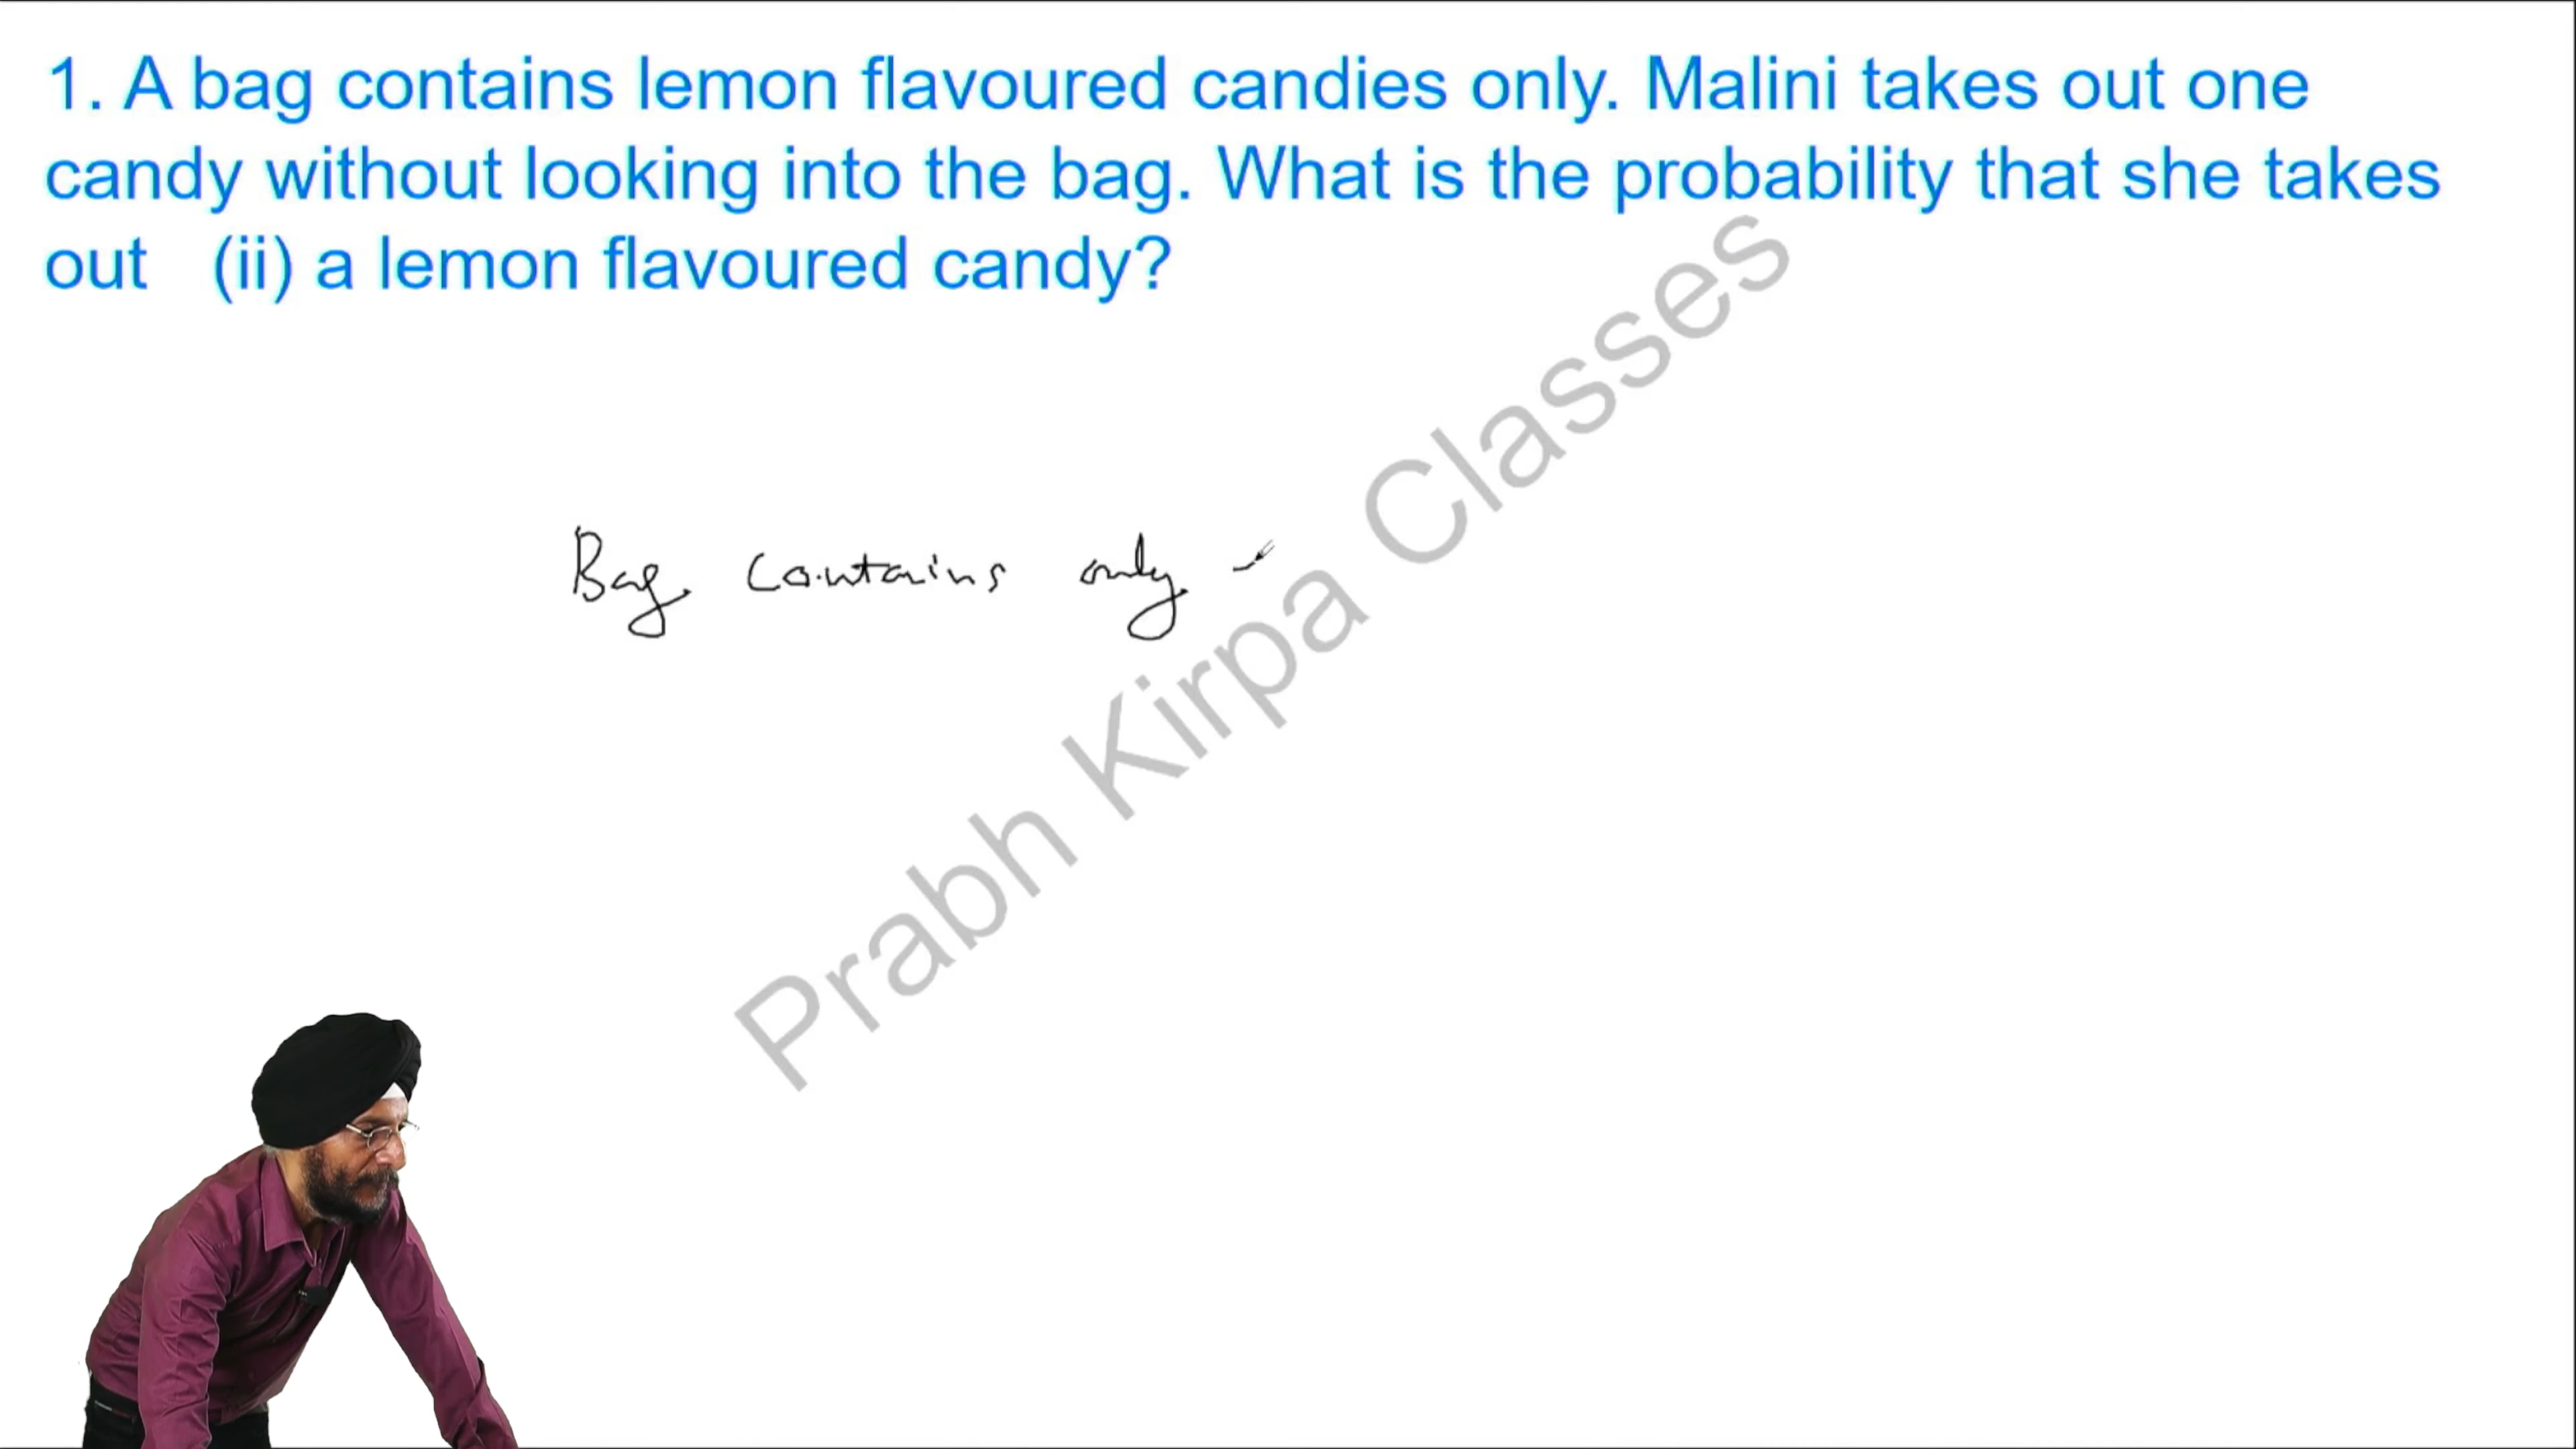 1. A bag contains lemon flavoured candies only. Malini takes out one
candy without looking into the bag. What is the probability that she takes
out (ii) a lemon flavoured candy?
Bag contains only
Prabh Kirpa Classes